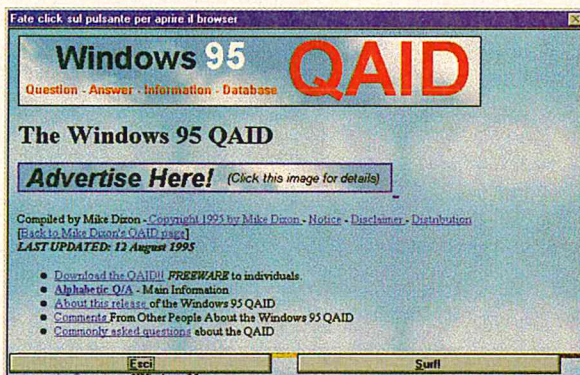 Fate click sul pulsante per aprire il browser
Windows 95 QAID
Question - Answer - Information - Database
The Windows 95 QAID
Advertise Here! (Click this image for details)
Compiled by Mike Dixon - Copyright 1995 by Mike Dixon - Notice - Disclaimer - Distribution
[Back to Mike Dixon's QAID page]
LAST UPDATED: 12 August 1995
Download the QAID!! FREEWARE to individuals.
Alphabetic Q/A - Main Information
About this release of the Windows 95 QAID
Comments From Other People About the Windows 95 QAID
Commonly asked questions about the QAID
Esci Surf!